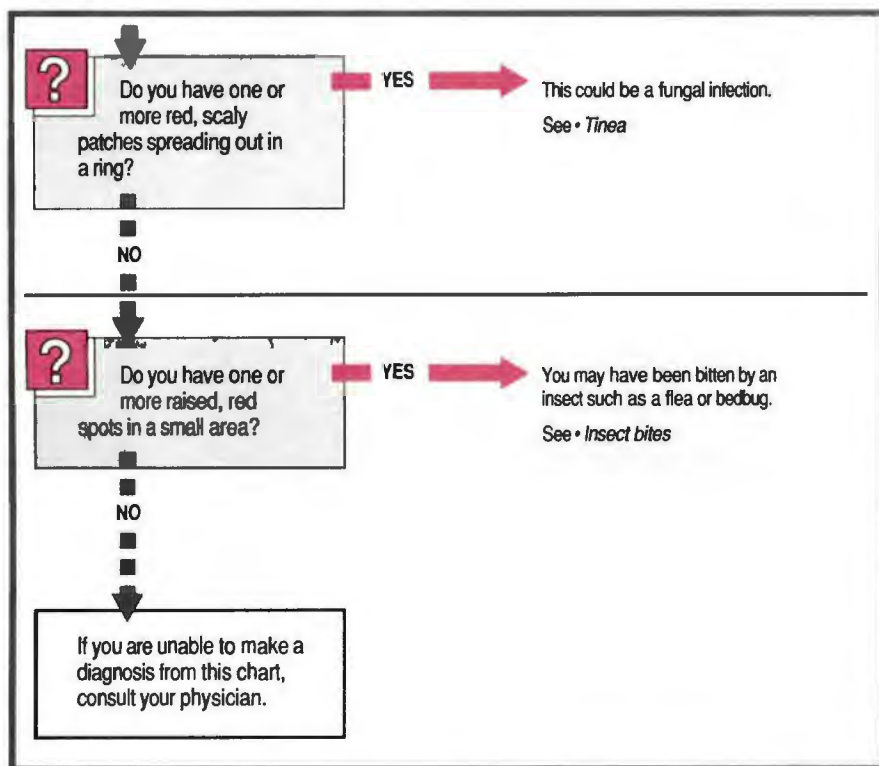 ?
Do you have one or
more red, scaly
patches spreading out in
a ring?
YES
This could be a fungal infection.
See • Tinea
NO
?
Do you have one or
more raised, red
spots in a small area?
YES
You may have been bitten by an
insect such as a flea or bedbug.
See • Insect bites
NO
If you are unable to make a
diagnosis from this chart,
consult your physician.